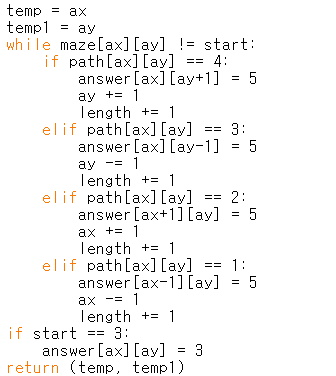 temp = ax
temp1 = ay
while maze[ax][ay] != start:
    if path[ax][ay] == 4:
        answer[ax][ay+1] = 5
        ay += 1
        length += 1
    elif path[ax][ay] == 3:
        answer[ax][ay-1] = 5
        ay -= 1
        length += 1
    elif path[ax][ay] == 2:
        answer[ax+1][ay] = 5
        ax += 1
        length += 1
    elif path[ax][ay] == 1:
        answer[ax-1][ay] = 5
        ax -= 1
        length += 1
if start == 3:
    answer[ax][ay] = 3
return (temp, temp1)